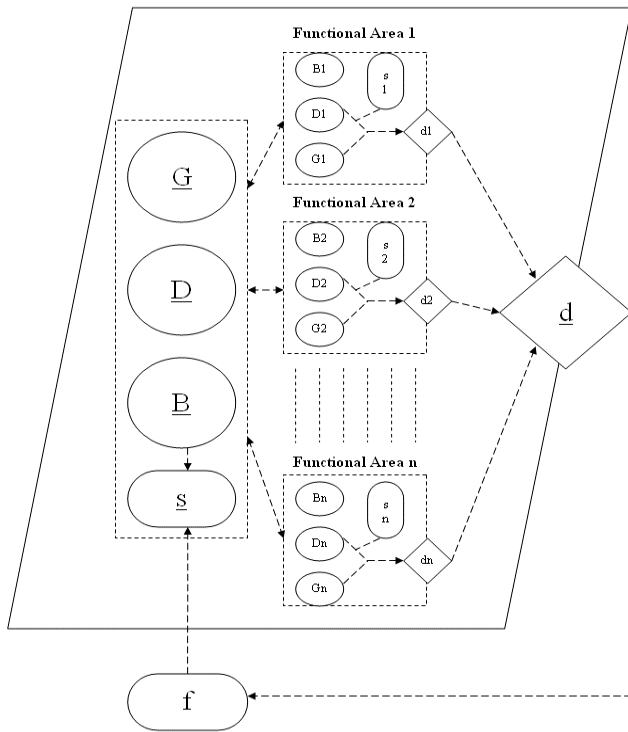 Functional Area 1
B1
s
1
D1
d1
G1
G
Functional Area 2
B2
s
2
D2
d2
G2
D
d
B
Functional Area n
Bn
s
n
Dn
dn
Gn
s
f